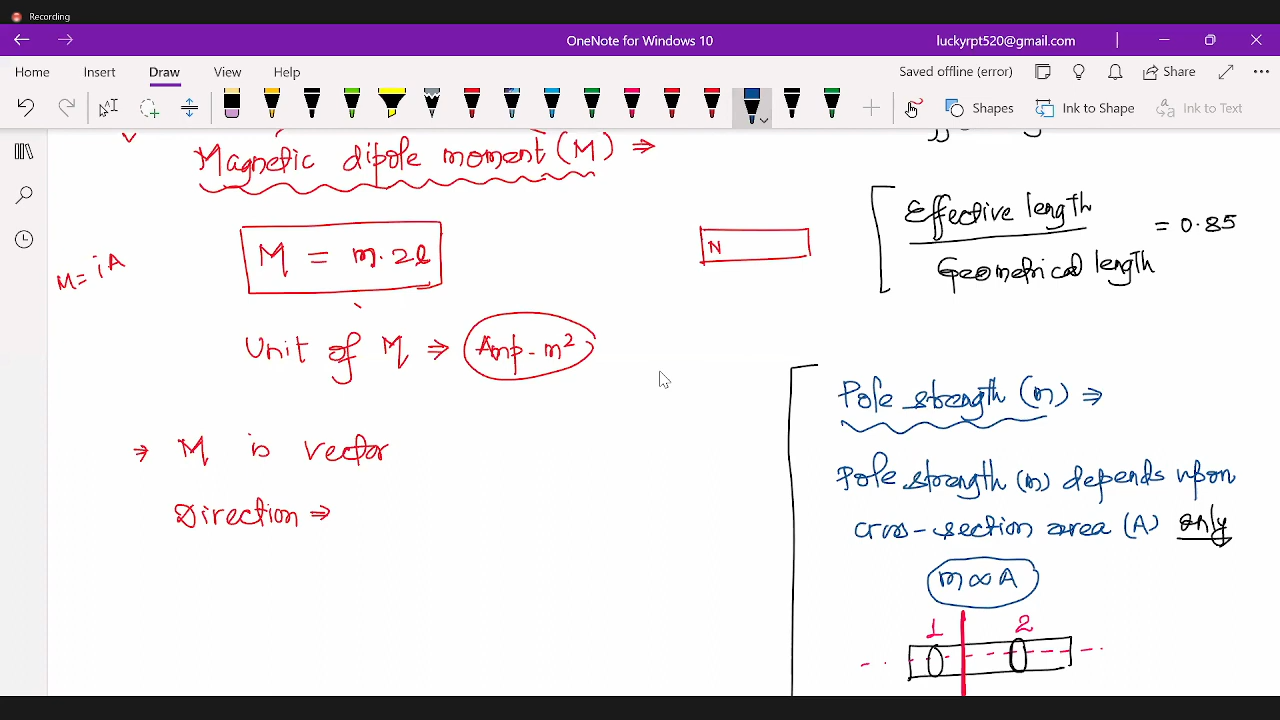 Recording
OneNote for Windows 10
luckyrpt520@gmail.com
Home Insert Draw View Help
Saved offline (error) Share
Shapes Ink to Shape Ink to Text
Magnetic dipole moment (M) ⇒
M = m.2l
M = iA
Unit of M ⇒ Amp-m²
⇒ M is vector
Direction ⇒
N
Effective length
Geometrical length
= 0.85
Pole strength (m) ⇒
Pole strength (m) depends upon
cross-section area (A) only
m ∝ A
1 2